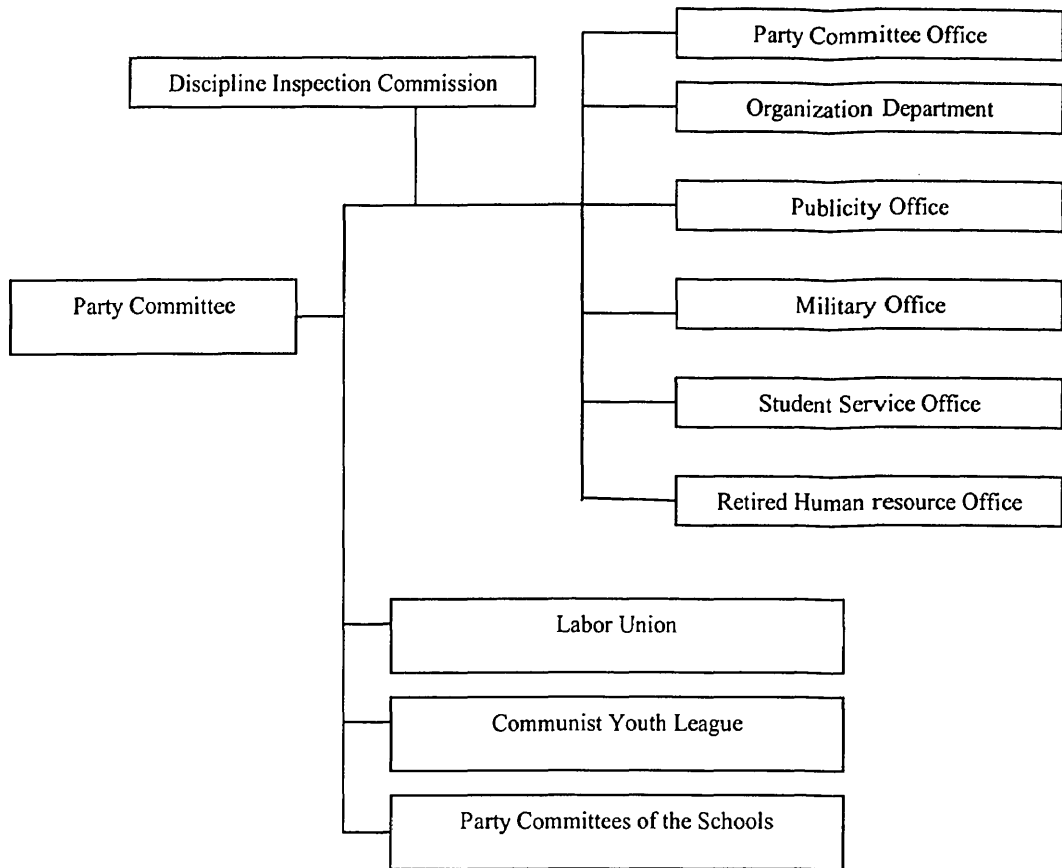 Party Committee Office
Discipline Inspection Commission
Organization Department
Publicity Office
Party Committee
Military Office
Student Service Office
Retired Human resource Office
Labor Union
Communist Youth League
Party Committees of the Schools